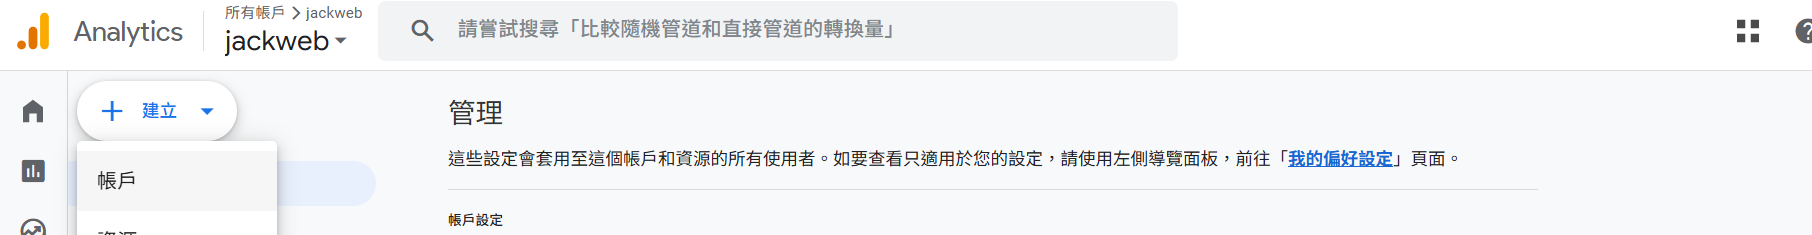 Analytics
所有帳戶 > jackweb
jackweb
請嘗試搜尋「比較隨機管道和直接管道的轉換量」
建立
帳戶
資源
管理
這些設定會套用至這個帳戶和資源的所有使用者。如要查看只適用於您的設定，請使用左側導覽面板，前往「我的偏好設定」頁面。
帳戶設定